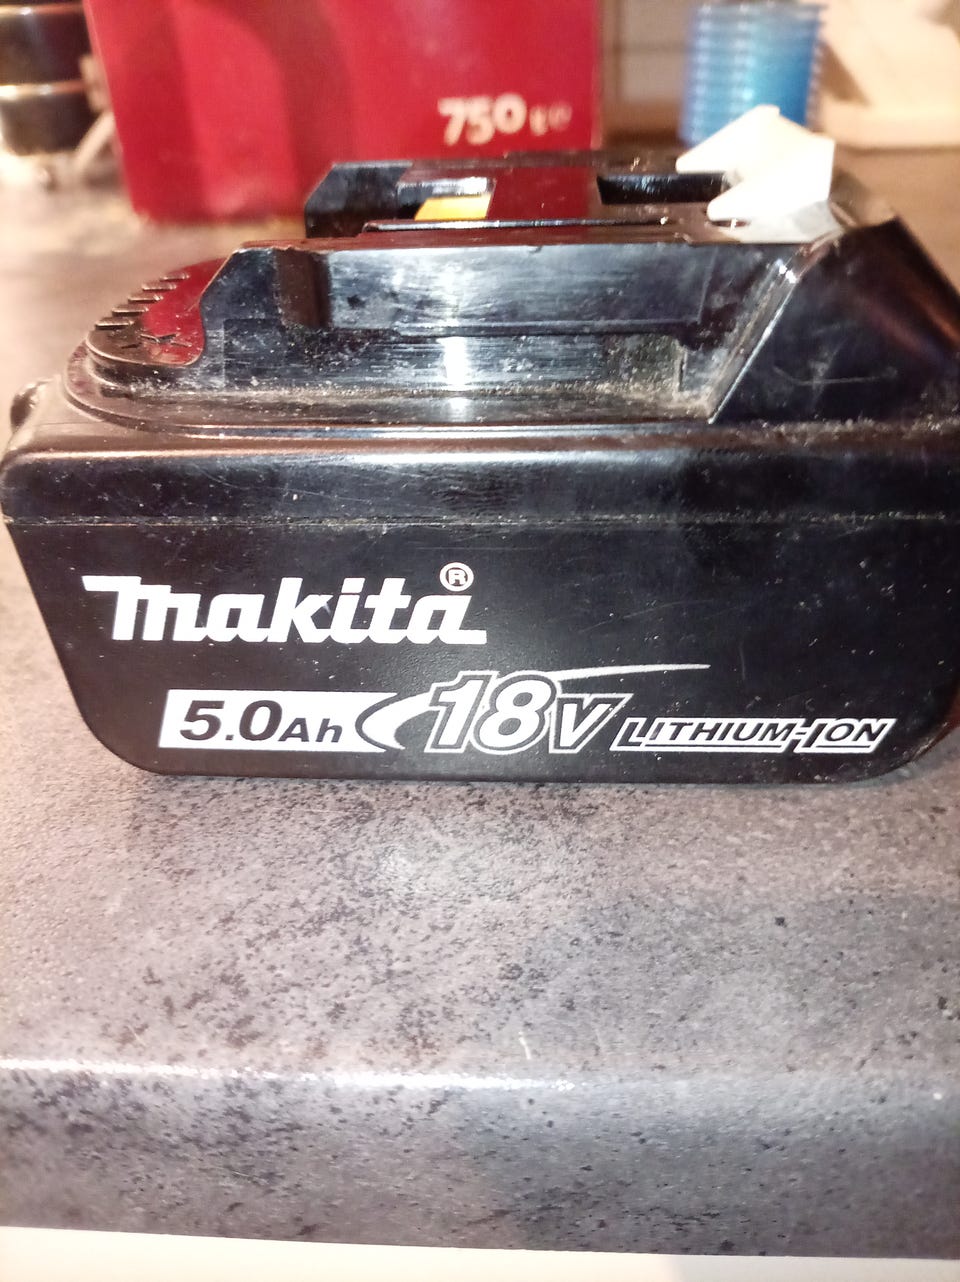 750 g e
makita®
5.0Ah 18V LITHIUM-ION